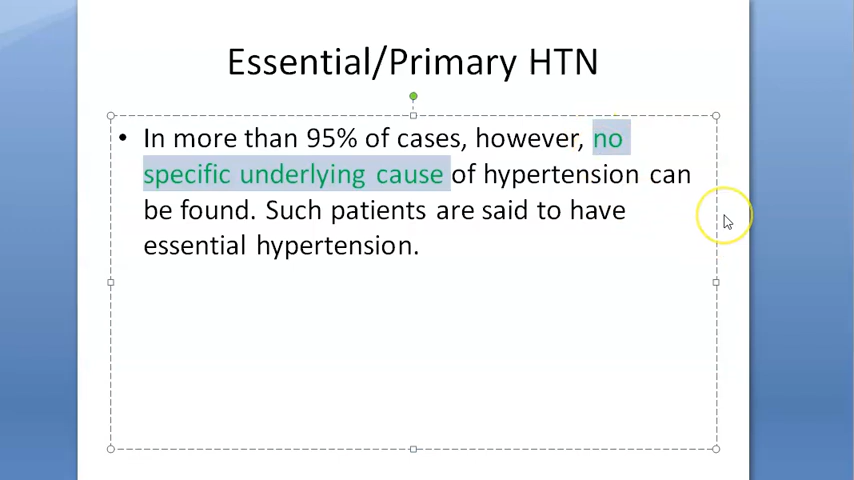 Essential/Primary HTN
• In more than 95% of cases, however, no
specific underlying cause of hypertension can
be found. Such patients are said to have
essential hypertension.